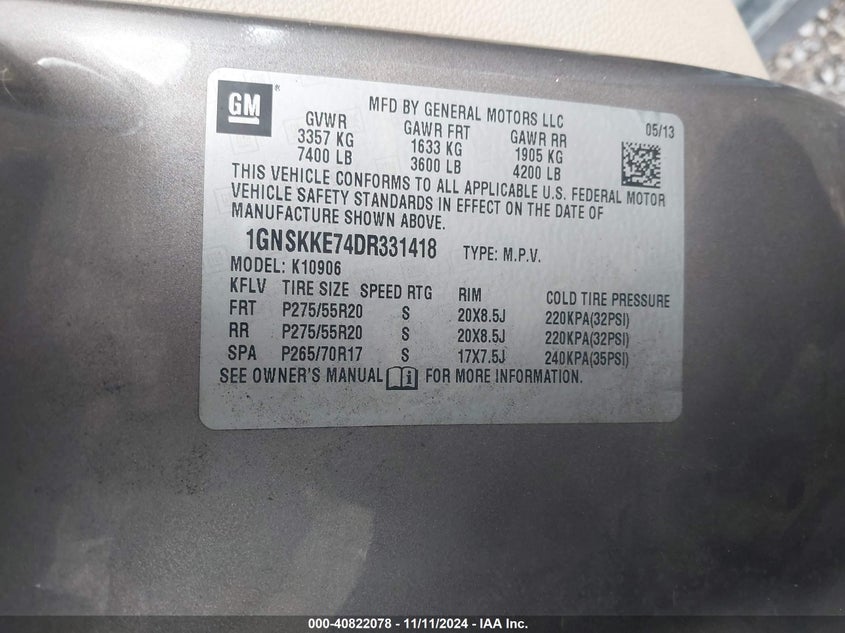 GM
MFD BY GENERAL MOTORS LLC
GVWR GAWR FRT GAWR RR 05/13
3357 KG 1633 KG 1905 KG
7400 LB 3600 LB 4200 LB
THIS VEHICLE CONFORMS TO ALL APPLICABLE U.S. FEDERAL MOTOR
VEHICLE SAFETY STANDARDS IN EFFECT ON THE DATE OF
MANUFACTURE SHOWN ABOVE.
1GNSKKE74DR331418 TYPE: M.P.V.
MODEL: K10906
KFLV TIRE SIZE SPEED RTG RIM COLD TIRE PRESSURE
FRT P275/55R20 S 20X8.5J 220KPA(32PSI)
RR P275/55R20 S 20X8.5J 220KPA(32PSI)
SPA P265/70R17 S 17X7.5J 240KPA(35PSI)
SEE OWNER'S MANUAL FOR MORE INFORMATION.
000-40822078 - 11/11/2024 - IAA Inc.